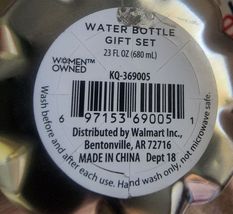 WATER BOTTLE
GIFT SET
23 FL OZ (680 mL)
WOMEN™
OWNED
KQ-369005
6 97153 69005 1
Distributed by Walmart Inc.,
Bentonville, AR 72716
MADE IN CHINA Dept 18
Wash before and after each use. Hand wash only, not microwave safe.